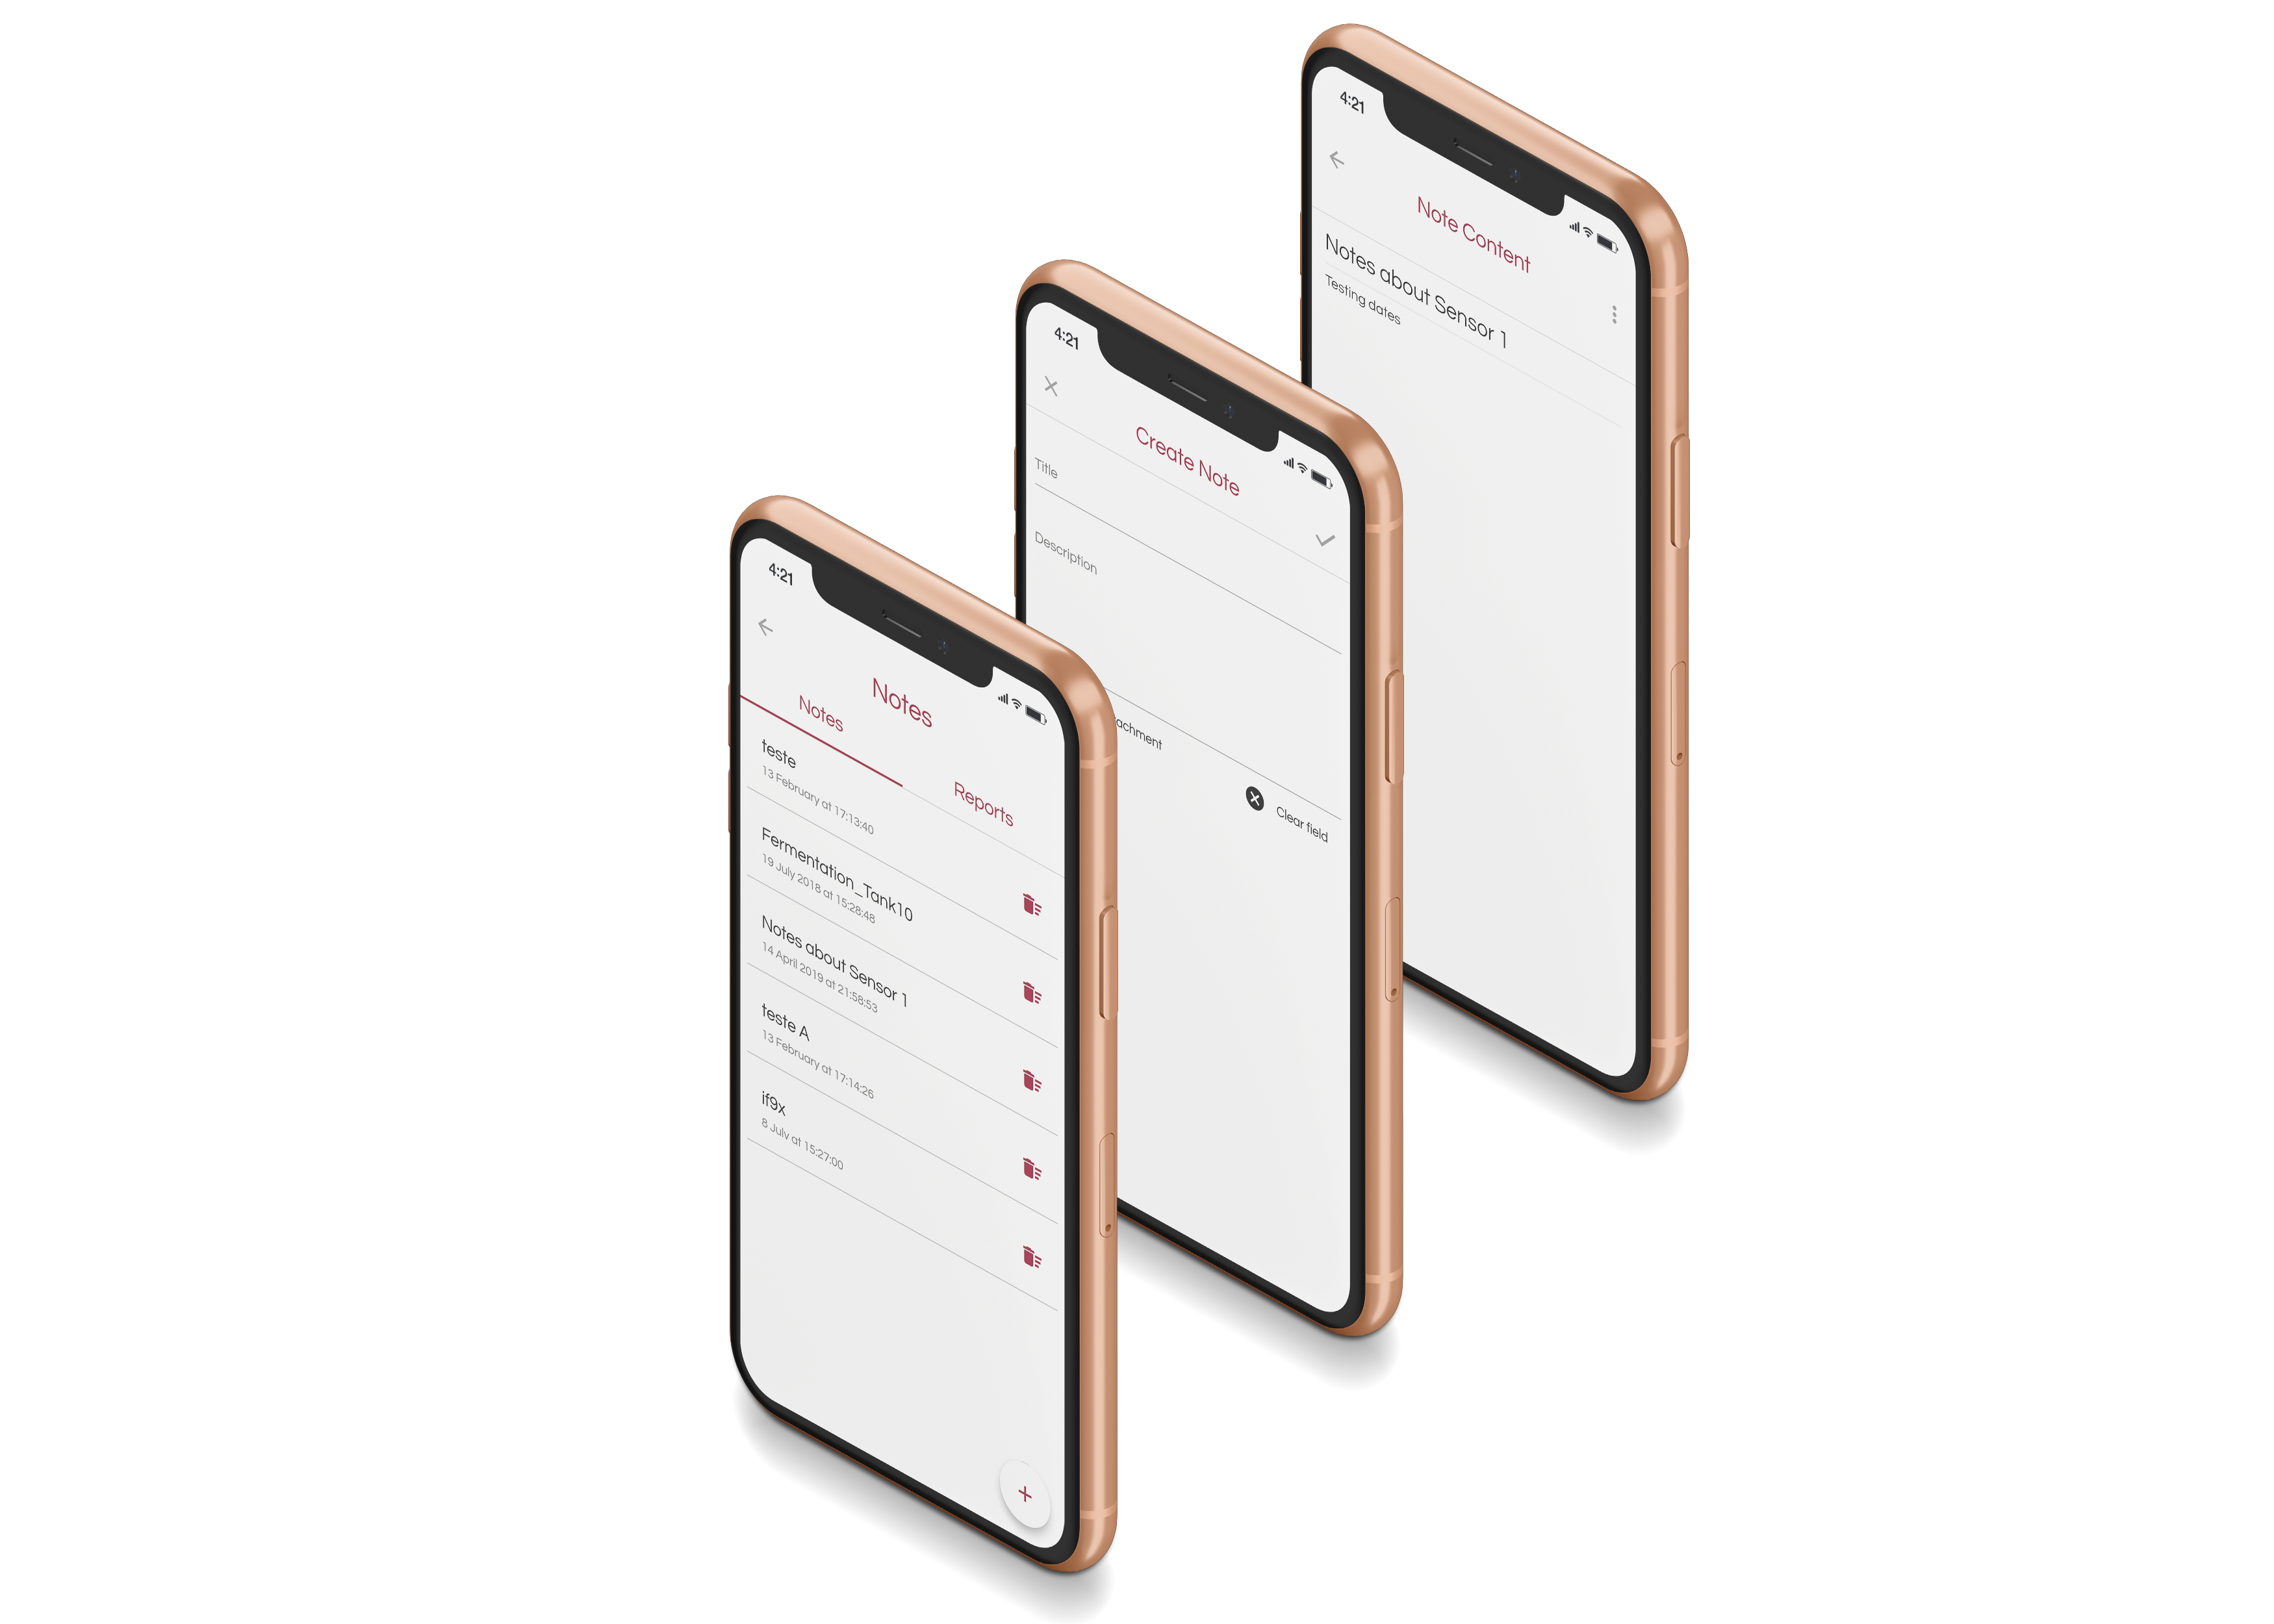 4:21
Notes
Notes
Reports
teste
13 February at 17:13:40
Fermentation_Tank10
19 July 2018 at 15:28:48
Notes about Sensor 1
14 April 2019 at 21:58:53
teste A
13 February at 17:14:26
if9x
8 July at 15:27:00
4:21
Create Note
Title
Description
Clear field
4:21
Note Content
Notes about Sensor 1
Testing dates